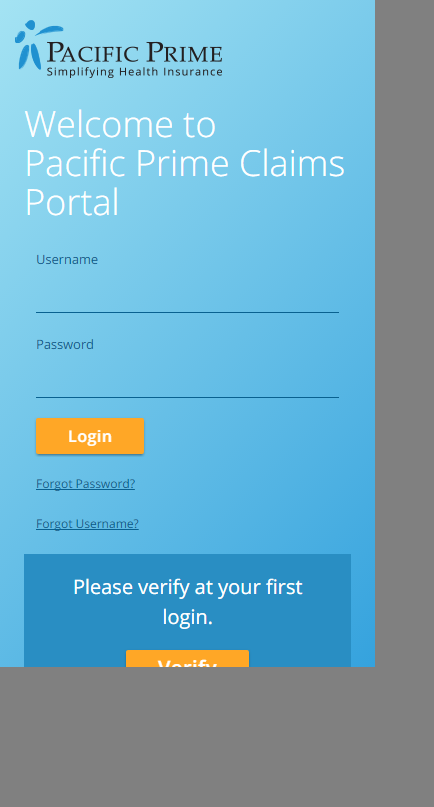 PACIFIC PRIME
Simplifying Health Insurance
Welcome to
Pacific Prime Claims
Portal
Username
Password
Login
Forgot Password?
Forgot Username?
Please verify at your first
login.
Verify